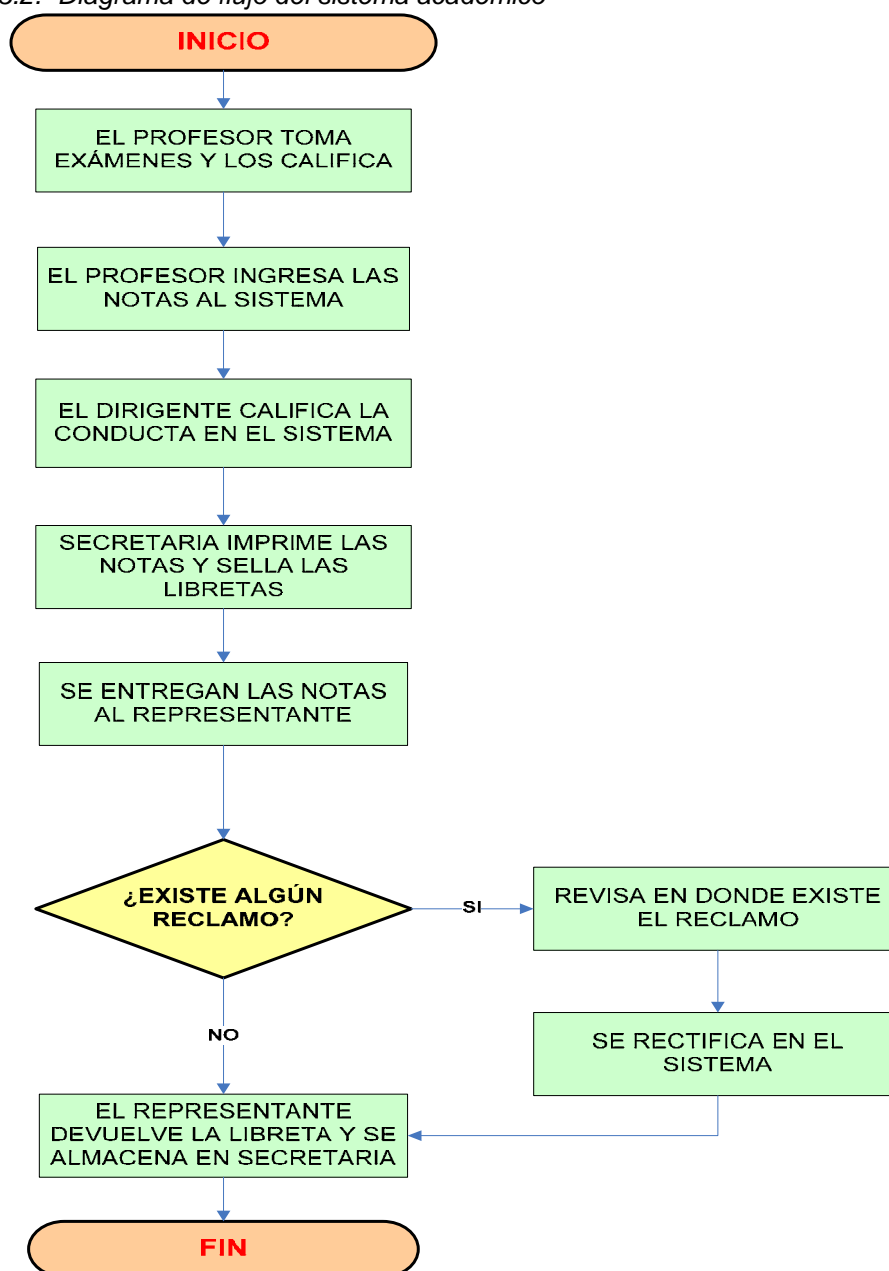 3.2. Diagrama de flujo del sistema académico
INICIO
EL PROFESOR TOMA
EXÁMENES Y LOS CALIFICA
EL PROFESOR INGRESA LAS
NOTAS AL SISTEMA
EL DIRIGENTE CALIFICA LA
CONDUCTA EN EL SISTEMA
SECRETARIA IMPRIME LAS
NOTAS Y SELLA LAS
LIBRETAS
SE ENTREGAN LAS NOTAS
AL REPRESENTANTE
¿EXISTE ALGÚN
RECLAMO?
SI
REVISA EN DONDE EXISTE
EL RECLAMO
SE RECTIFICA EN EL
SISTEMA
NO
EL REPRESENTANTE
DEVUELVE LA LIBRETA Y SE
ALMACENA EN SECRETARIA
FIN